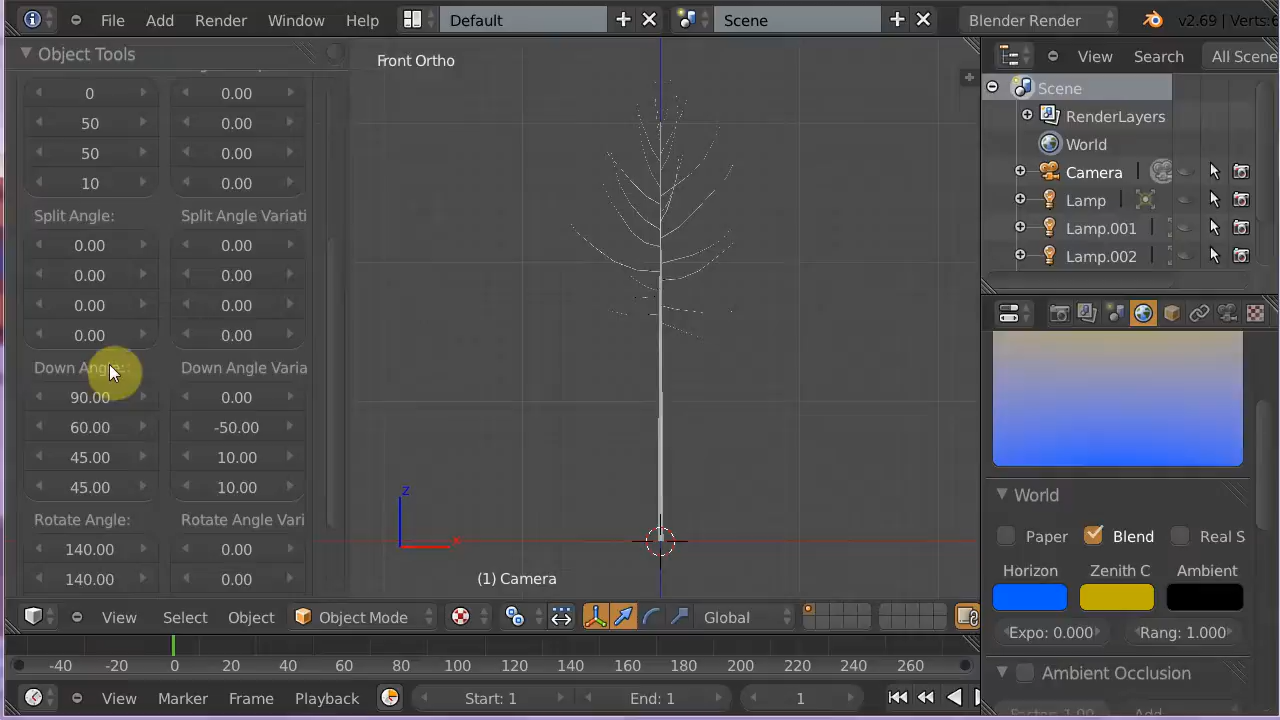 File Add Render Window Help Default Scene Blender Render v2.69 | Verts:6
Object Tools
0 0.00
50 0.00
50 0.00
10 0.00
Split Angle: Split Angle Variati
0.00 0.00
0.00 0.00
0.00 0.00
0.00 0.00
Down Angle: Down Angle Varia
90.00 0.00
60.00 -50.00
45.00 10.00
45.00 10.00
Rotate Angle: Rotate Angle Vari
140.00 0.00
140.00 0.00
Front Ortho
z
x
(1) Camera
View Select Object Object Mode Global
-40 -20 0 20 40 60 80 100 120 140 160 180 200 220 240 260
View Marker Frame Playback Start: 1 End: 1 1
View Search All Scene
Scene
RenderLayers
World
Camera
Lamp
Lamp.001
Lamp.002
World
Paper Blend Real S
Horizon Zenith C Ambient
Expo: 0.000 Rang: 1.000
Ambient Occlusion
Factor: 1.00 Add